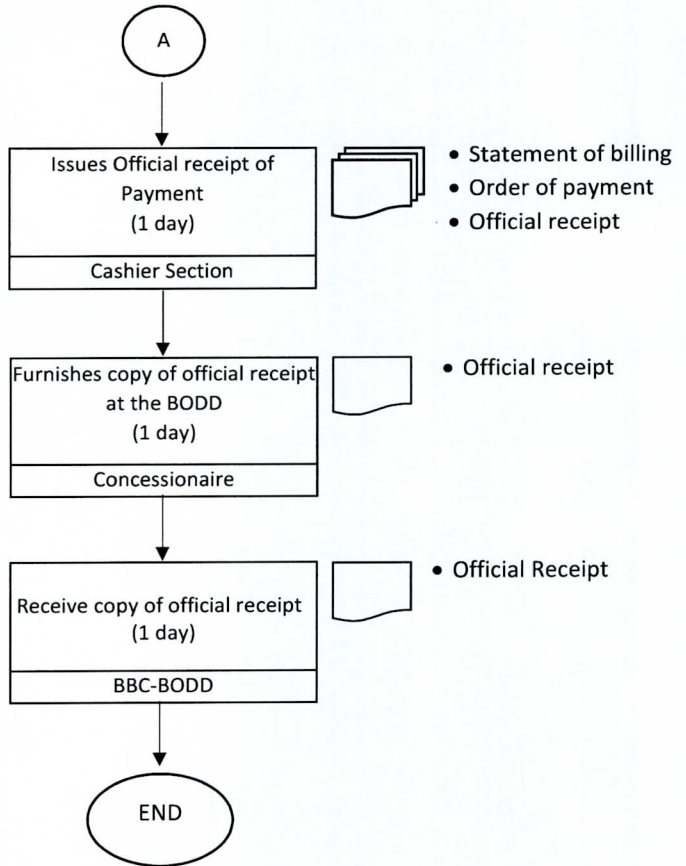 A
Issues Official receipt of
Payment
(1 day)
Cashier Section
• Statement of billing
• Order of payment
• Official receipt
Furnishes copy of official receipt
at the BODD
(1 day)
Concessionaire
• Official receipt
Receive copy of official receipt
(1 day)
BBC-BODD
• Official Receipt
END